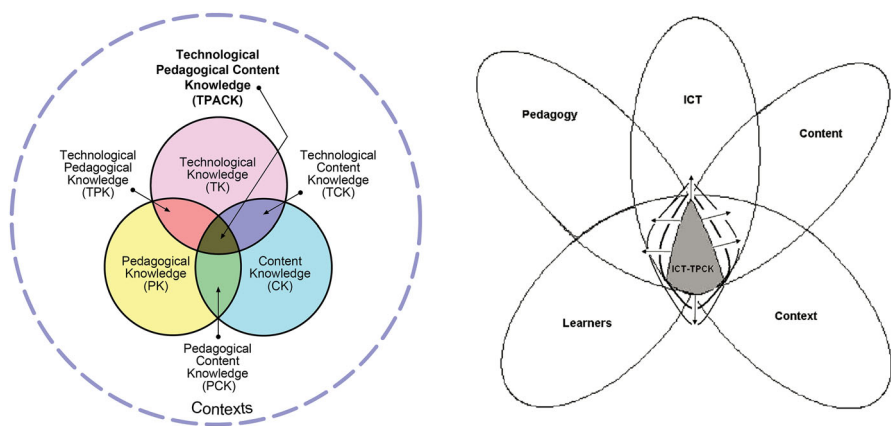 Technological
Pedagogical Content
Knowledge
(TPACK)
Technological
Pedagogical
Knowledge
(TPK)
Technological
Knowledge
(TK)
Technological
Content
Knowledge
(TCK)
Pedagogical
Knowledge
(PK)
Content
Knowledge
(CK)
Pedagogical
Content
Knowledge
(PCK)
Contexts
Pedagogy
ICT
Content
ICT-TPCK
Learners
Context